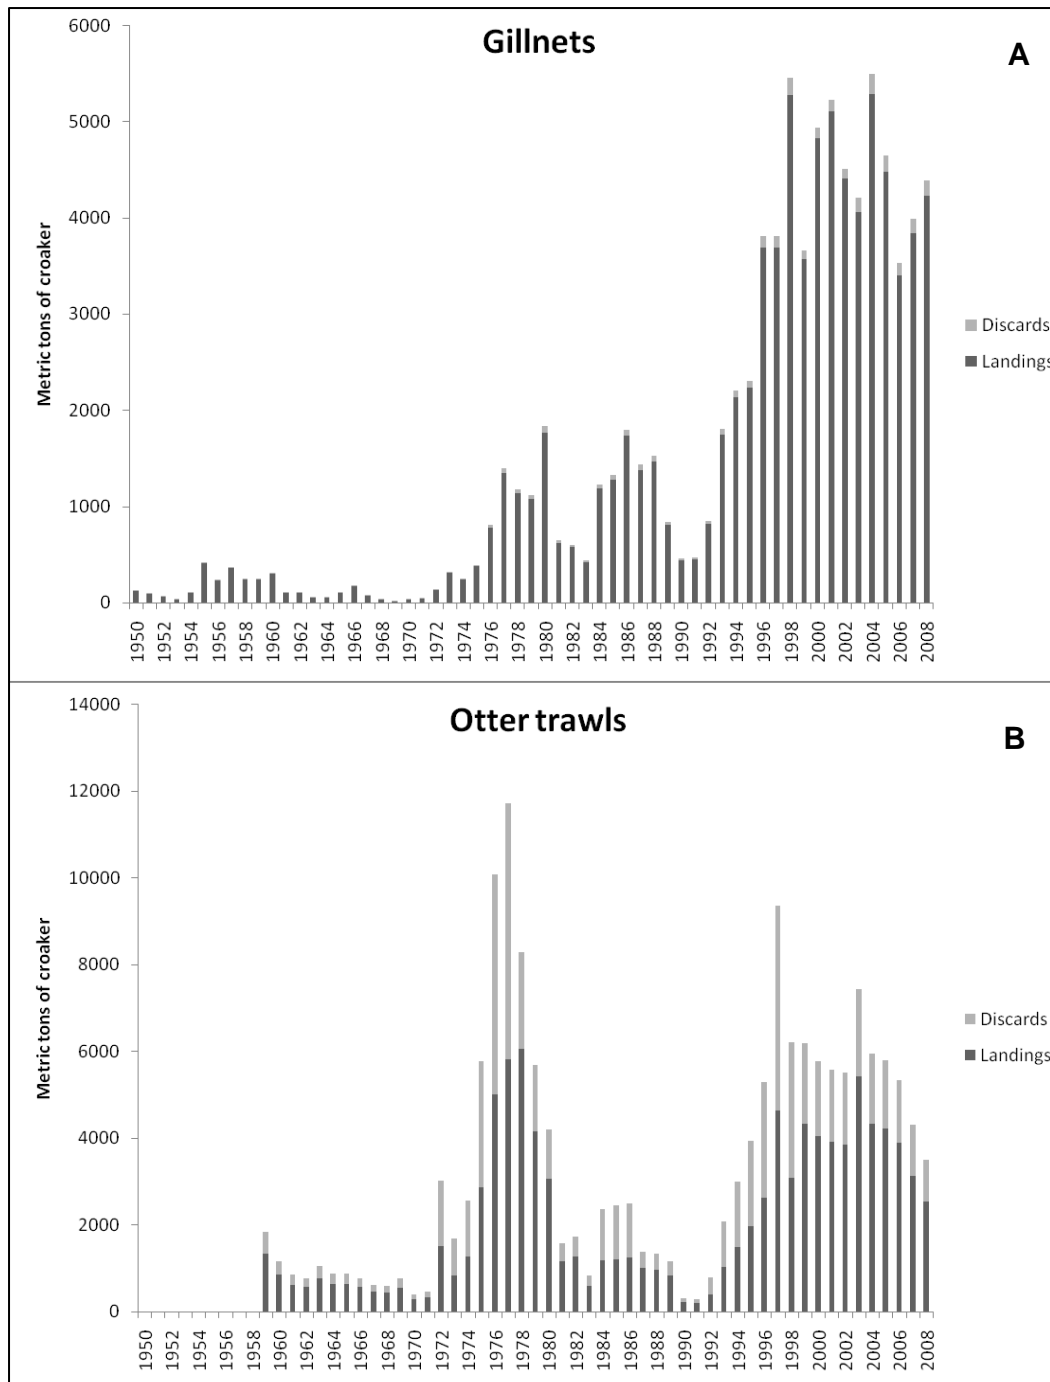 Gillnets
A
6000
5000
4000
3000
2000
1000
0
Metric tons of croaker
Discards
Landings
1950 1952 1954 1956 1958 1960 1962 1964 1966 1968 1970 1972 1974 1976 1978 1980 1982 1984 1986 1988 1990 1992 1994 1996 1998 2000 2002 2004 2006 2008
Otter trawls
B
14000
12000
10000
8000
6000
4000
2000
0
Metric tons of croaker
Discards
Landings
1950 1952 1954 1956 1958 1960 1962 1964 1966 1968 1970 1972 1974 1976 1978 1980 1982 1984 1986 1988 1990 1992 1994 1996 1998 2000 2002 2004 2006 2008